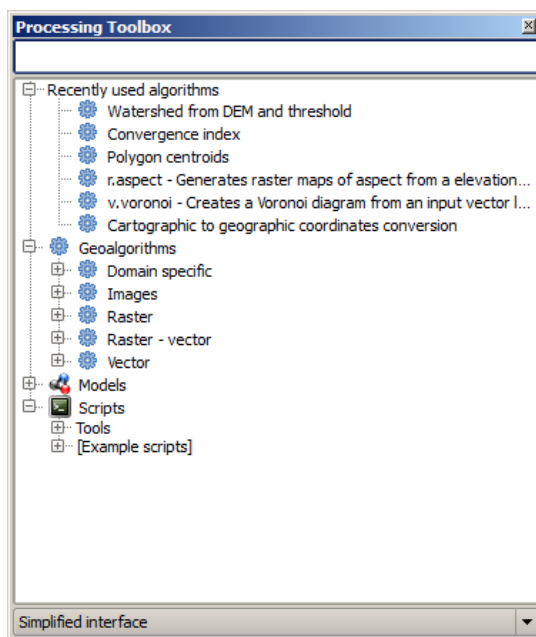 Processing Toolbox
Recently used algorithms
Watershed from DEM and threshold
Convergence index
Polygon centroids
r.aspect - Generates raster maps of aspect from a elevation...
v.voronoi - Creates a Voronoi diagram from an input vector l...
Cartographic to geographic coordinates conversion
Geoalgorithms
Domain specific
Images
Raster
Raster - vector
Vector
Models
Scripts
Tools
[Example scripts]
Simplified interface